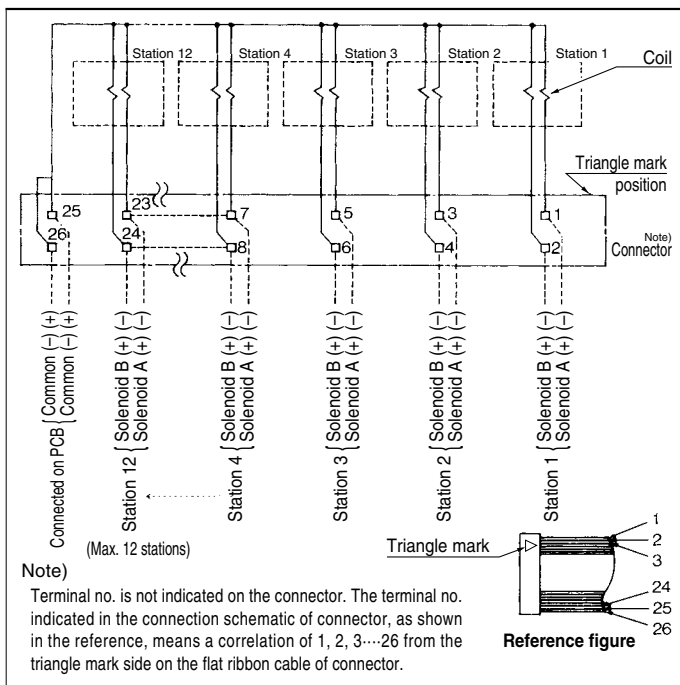 Station 12
Station 4
Station 3
Station 2
Station 1
Coil
Triangle mark
position
25
23
7
5
3
1
Note)
Connector
26
24
8
6
4
2
Connected on PCB { Common (−) (+)
Common (−) (+)
Station 12 { Solenoid B (+) (−)
Solenoid A (+) (−)
Station 4 { Solenoid B (+) (−)
Solenoid A (+) (−)
Station 3 { Solenoid B (+) (−)
Solenoid A (+) (−)
Station 2 { Solenoid B (+) (−)
Solenoid A (+) (−)
Station 1 { Solenoid B (+) (−)
Solenoid A (+) (−)
(Max. 12 stations)
Triangle mark
1
2
3
24
25
26
Reference figure
Note)
Terminal no. is not indicated on the connector. The terminal no.
indicated in the connection schematic of connector, as shown
in the reference, means a correlation of 1, 2, 3····26 from the
triangle mark side on the flat ribbon cable of connector.